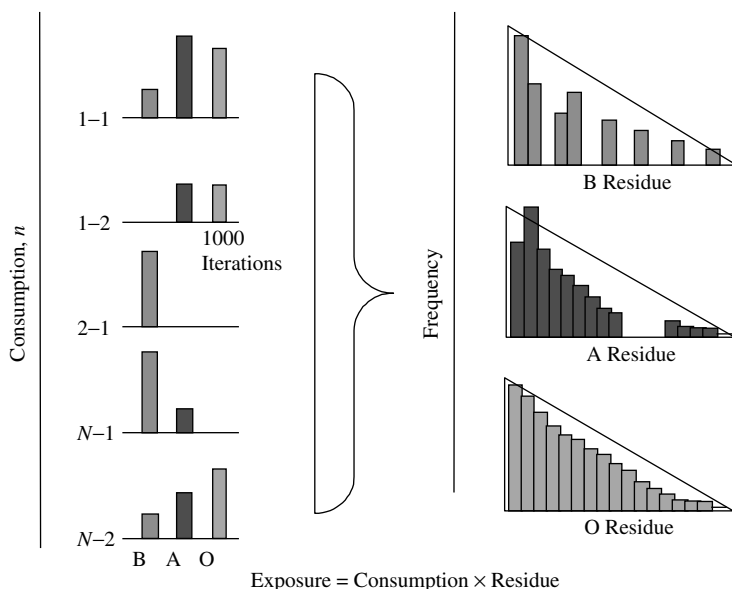 Consumption, n
1–1
1–2
1000
Iterations
2–1
N–1
N–2
B A O
Frequency
B Residue
A Residue
O Residue
Exposure = Consumption × Residue